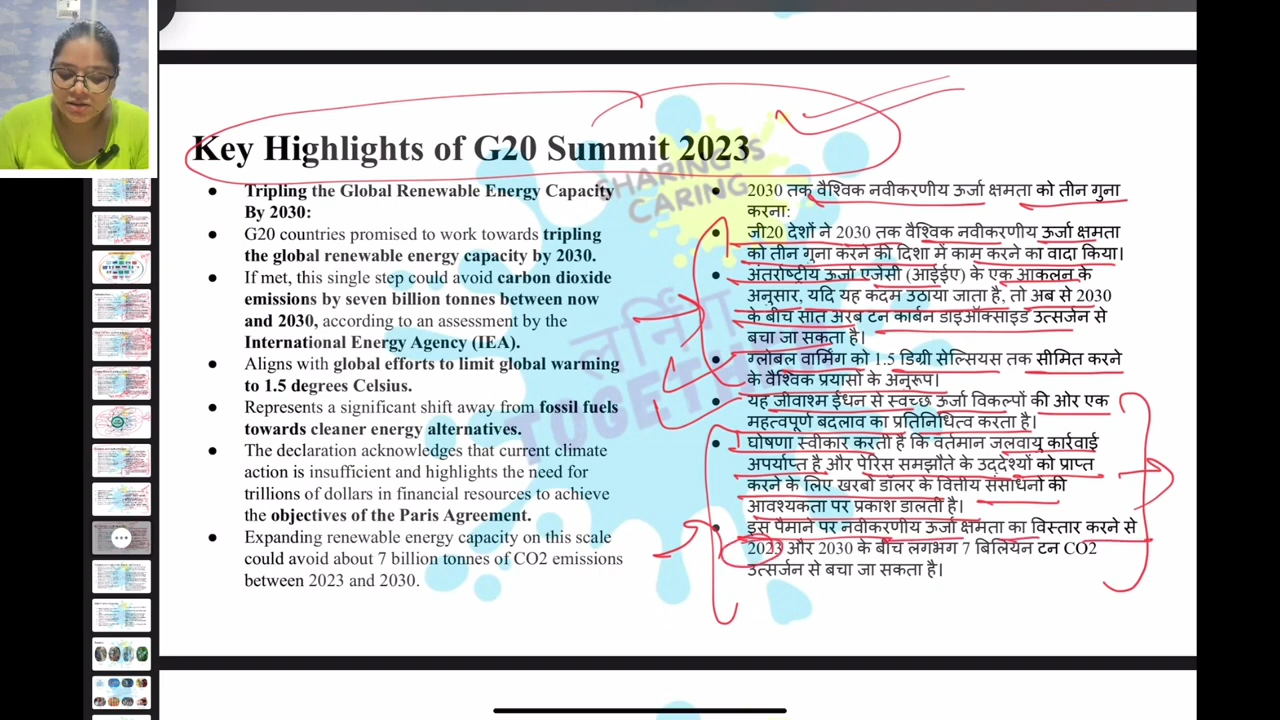 Key Highlights of G20 Summit 2023
Tripling the Global Renewable Energy Capacity
By 2030:
G20 countries promised to work towards tripling
the global renewable energy capacity by 2030.
If met, this single step could avoid carbon dioxide
emissions by seven billion tonnes between now
and 2030, according to an assessment by the
International Energy Agency (IEA).
Aligns with global efforts to limit global warming
to 1.5 degrees Celsius.
Represents a significant shift away from fossil fuels
towards cleaner energy alternatives.
The declaration acknowledges that current climate
action is insufficient and highlights the need for
trillions of dollars in financial resources to achieve
the objectives of the Paris Agreement.
Expanding renewable energy capacity on this scale
could avoid about 7 billion tonnes of CO2 emissions
between 2023 and 2030.
2030 तक वैश्विक नवीकरणीय ऊर्जा क्षमता को तीन गुना
करना:
जी20 देशों ने 2030 तक वैश्विक नवीकरणीय ऊर्जा क्षमता
को तीन गुना करने की दिशा में काम करने का वादा किया।
अंतर्राष्ट्रीय ऊर्जा एजेंसी (आईईए) के एक आकलन के
अनुसार, यदि यह कदम उठाया जाता है, तो अब से 2030
के बीच सात अरब टन कार्बन डाइऑक्साइड उत्सर्जन से
बचा जा सकता है।
ग्लोबल वार्मिंग को 1.5 डिग्री सेल्सियस तक सीमित करने
के वैश्विक प्रयासों के अनुरूप।
यह जीवाश्म ईंधन से स्वच्छ ऊर्जा विकल्पों की ओर एक
महत्वपूर्ण बदलाव का प्रतिनिधित्व करता है।
घोषणा स्वीकार करती है कि वर्तमान जलवायु कार्रवाई
अपर्याप्त है और पेरिस समझौते के उद्देश्यों को प्राप्त
करने के लिए खरबों डॉलर के वित्तीय संसाधनों की
आवश्यकता पर प्रकाश डालती है।
इस पैमाने पर नवीकरणीय ऊर्जा क्षमता का विस्तार करने से
2023 और 2030 के बीच लगभग 7 बिलियन टन CO2
उत्सर्जन से बचा जा सकता है।
SHARING IS
CARING